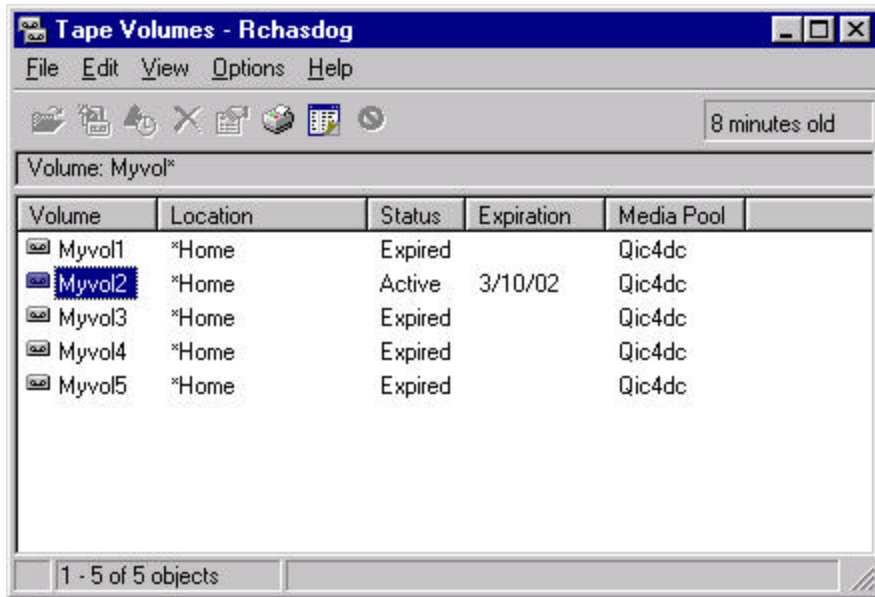 Tape Volumes - Rchasdog
File Edit View Options Help
8 minutes old
Volume: Myvol*
Volume Location Status Expiration Media Pool
Myvol1 *Home Expired Qic4dc
Myvol2 *Home Active 3/10/02 Qic4dc
Myvol3 *Home Expired Qic4dc
Myvol4 *Home Expired Qic4dc
Myvol5 *Home Expired Qic4dc
1 - 5 of 5 objects